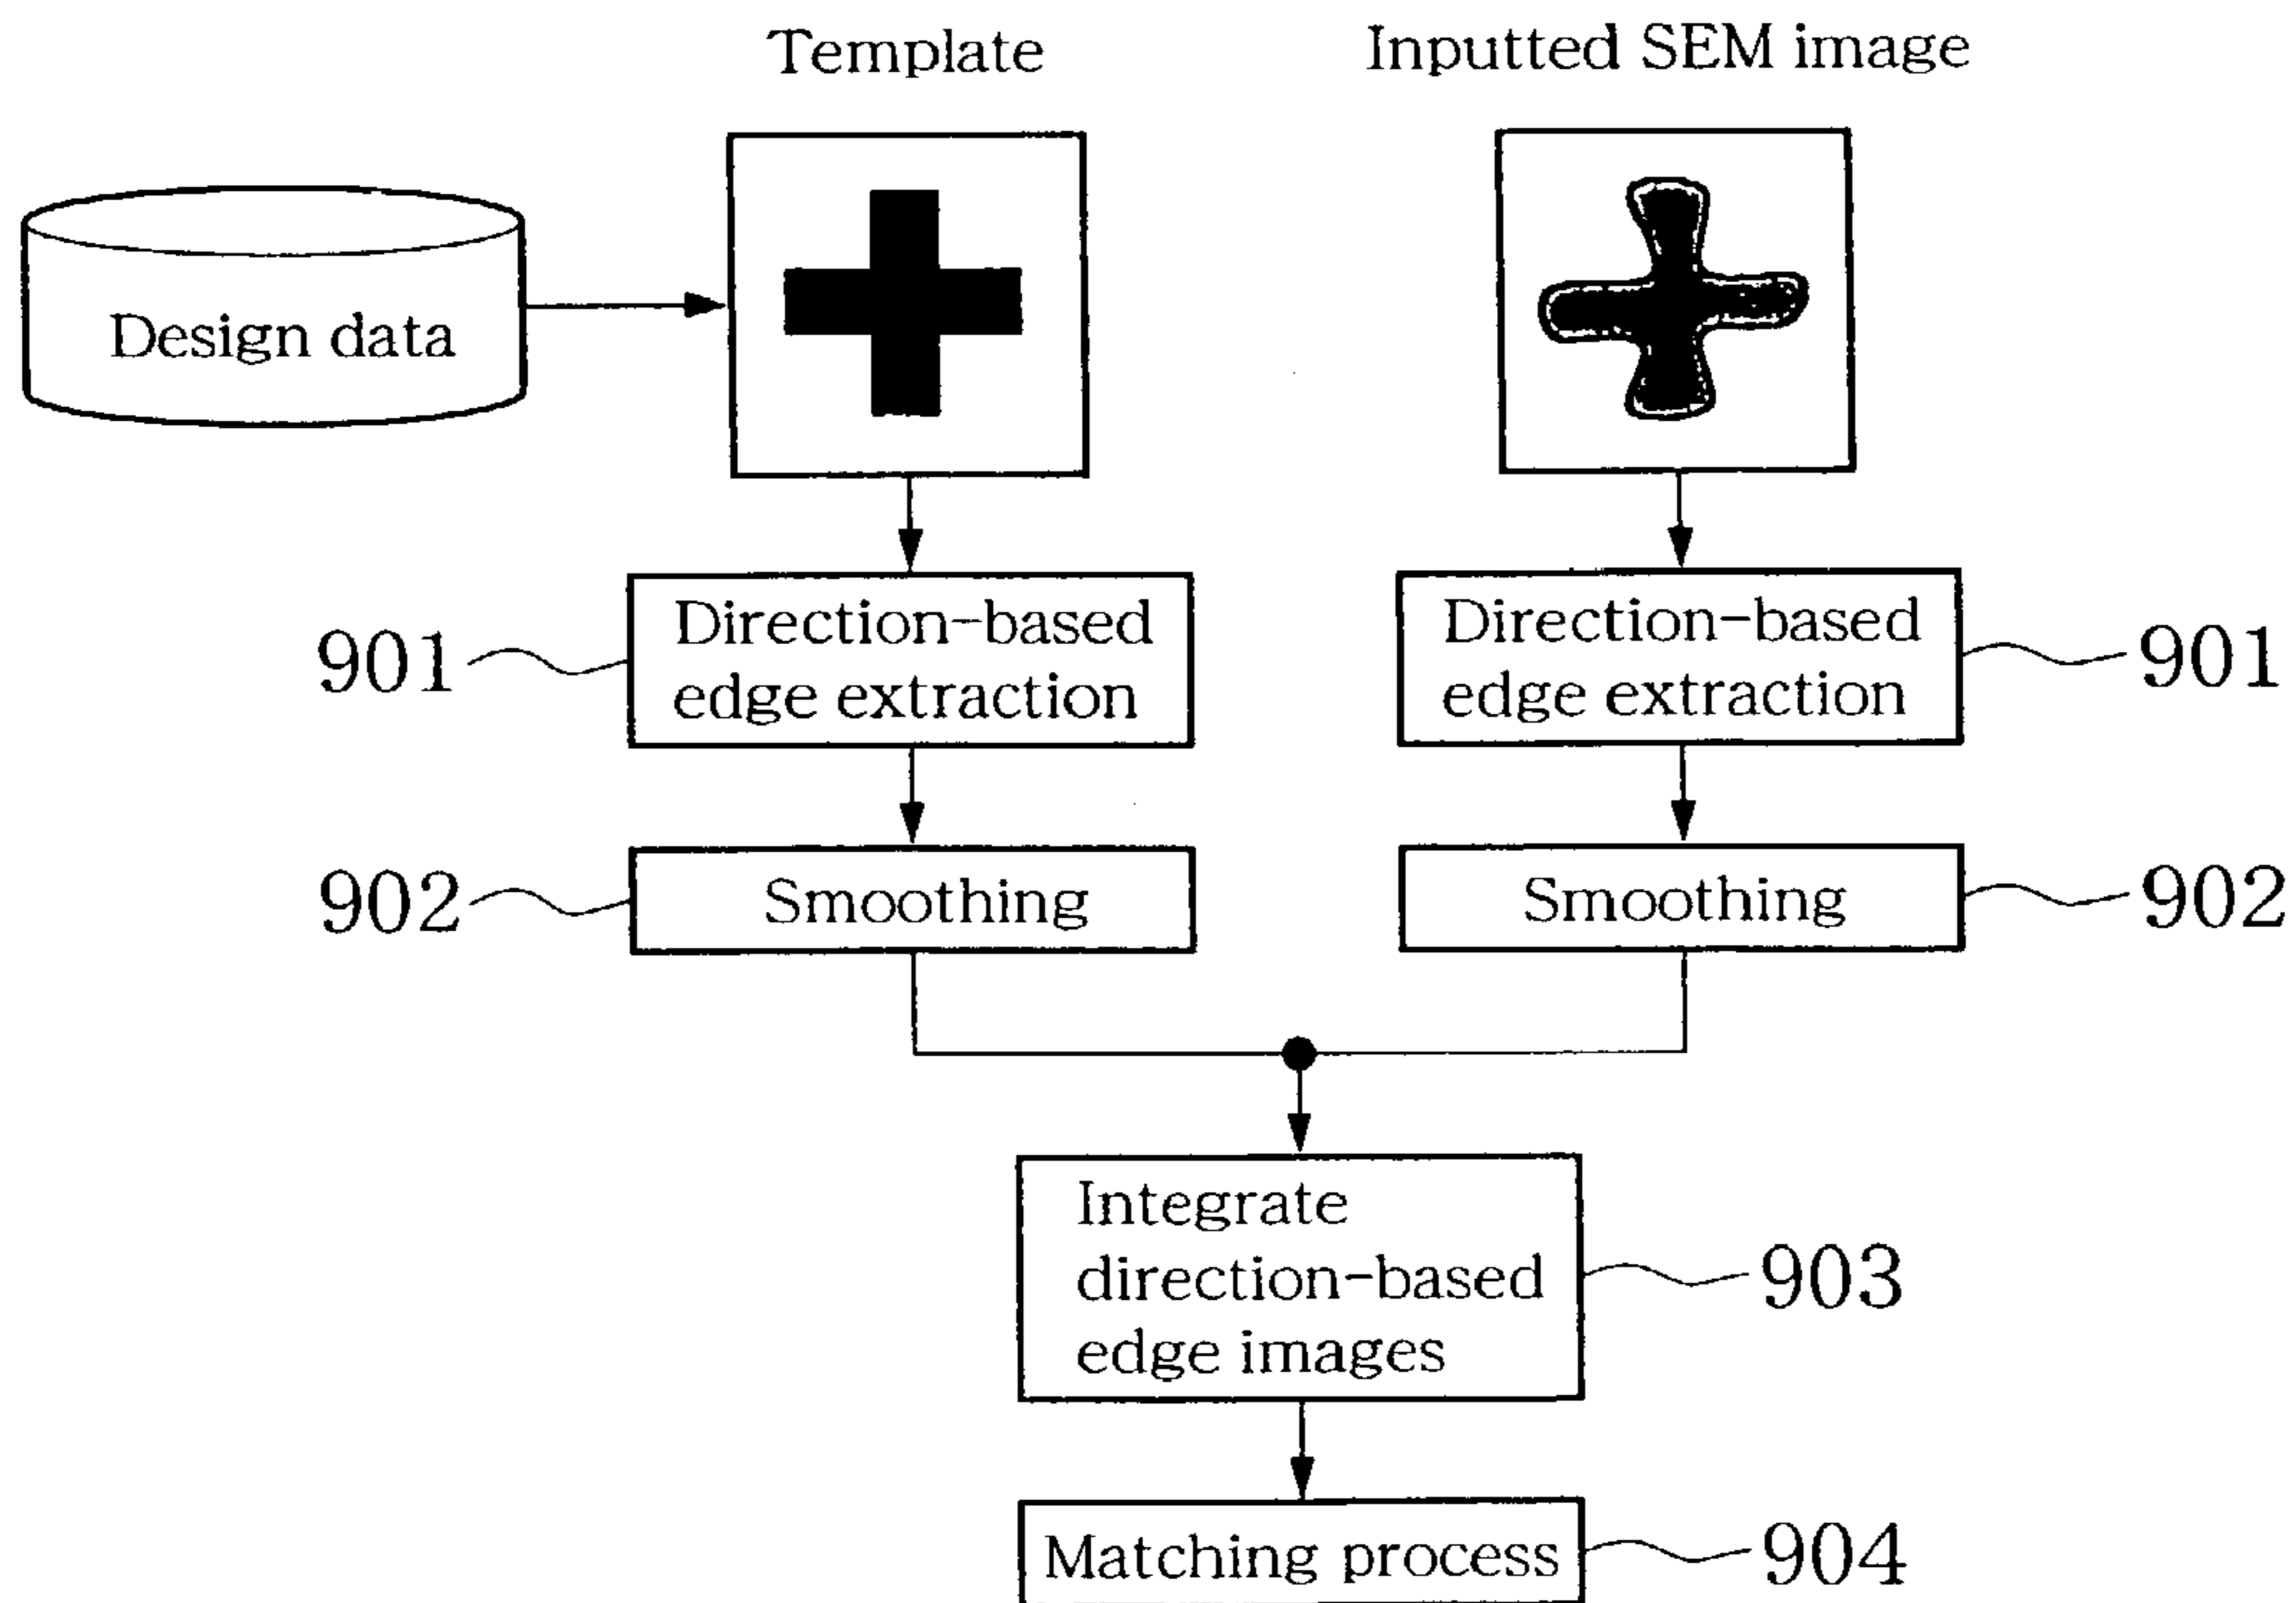 Template
Inputted SEM image
Design data
Direction-based
edge extraction
901
Direction-based
edge extraction
901
Smoothing
902
Smoothing
902
Integrate
direction-based
edge images
903
Matching process
904